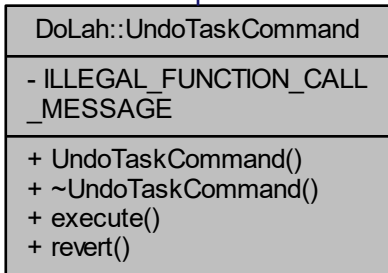 DoLah::UndoTaskCommand
- ILLEGAL_FUNCTION_CALL
_MESSAGE
+ UndoTaskCommand()
+ ~UndoTaskCommand()
+ execute()
+ revert()